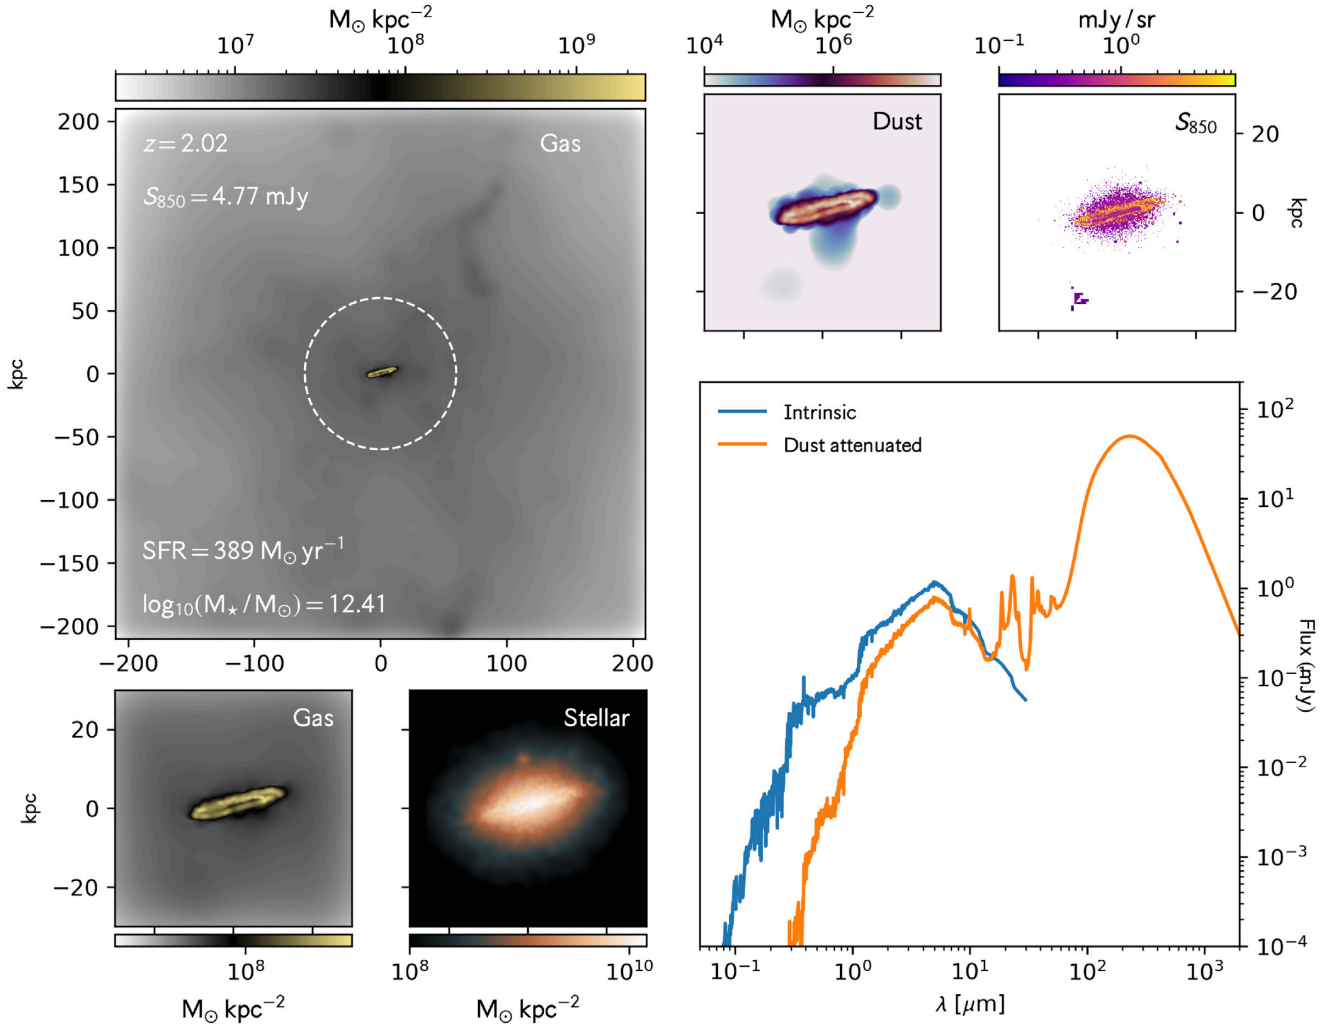 M⊙ kpc⁻²
10⁷ 10⁸ 10⁹
z = 2.02
Gas
S₈₅₀ = 4.77 mJy
SFR = 389 M⊙ yr⁻¹
log₁₀(M⋆/M⊙) = 12.41
200
150
100
50
0
−50
−100
−150
−200
kpc
−200 −100 0 100 200
M⊙ kpc⁻²
10⁴ 10⁶
Dust
mJy/sr
10⁻¹ 10⁰
S₈₅₀
20
0
−20
kpc
Gas
20
0
−20
kpc
10⁸
M⊙ kpc⁻²
Stellar
10⁸ 10¹⁰
M⊙ kpc⁻²
Intrinsic
Dust attenuated
10²
10¹
10⁰
10⁻¹
10⁻²
10⁻³
10⁻⁴
Flux (mJy)
10⁻¹ 10⁰ 10¹ 10² 10³
λ [μm]